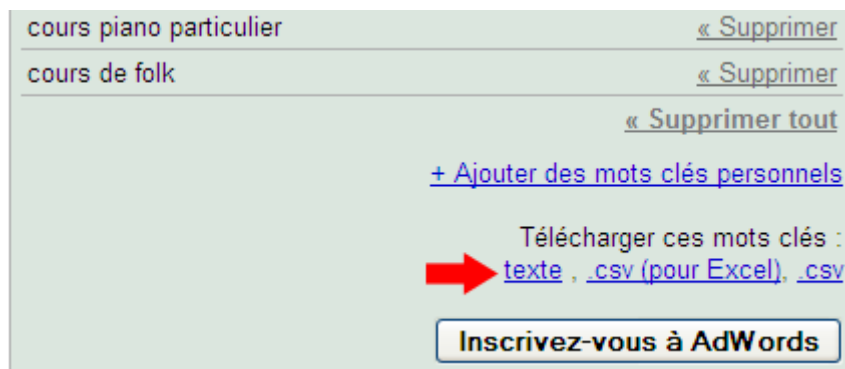 cours piano particulier « Supprimer
cours de folk « Supprimer
« Supprimer tout
+ Ajouter des mots clés personnels
Télécharger ces mots clés :
texte , .csv (pour Excel), .csv
Inscrivez-vous à AdWords